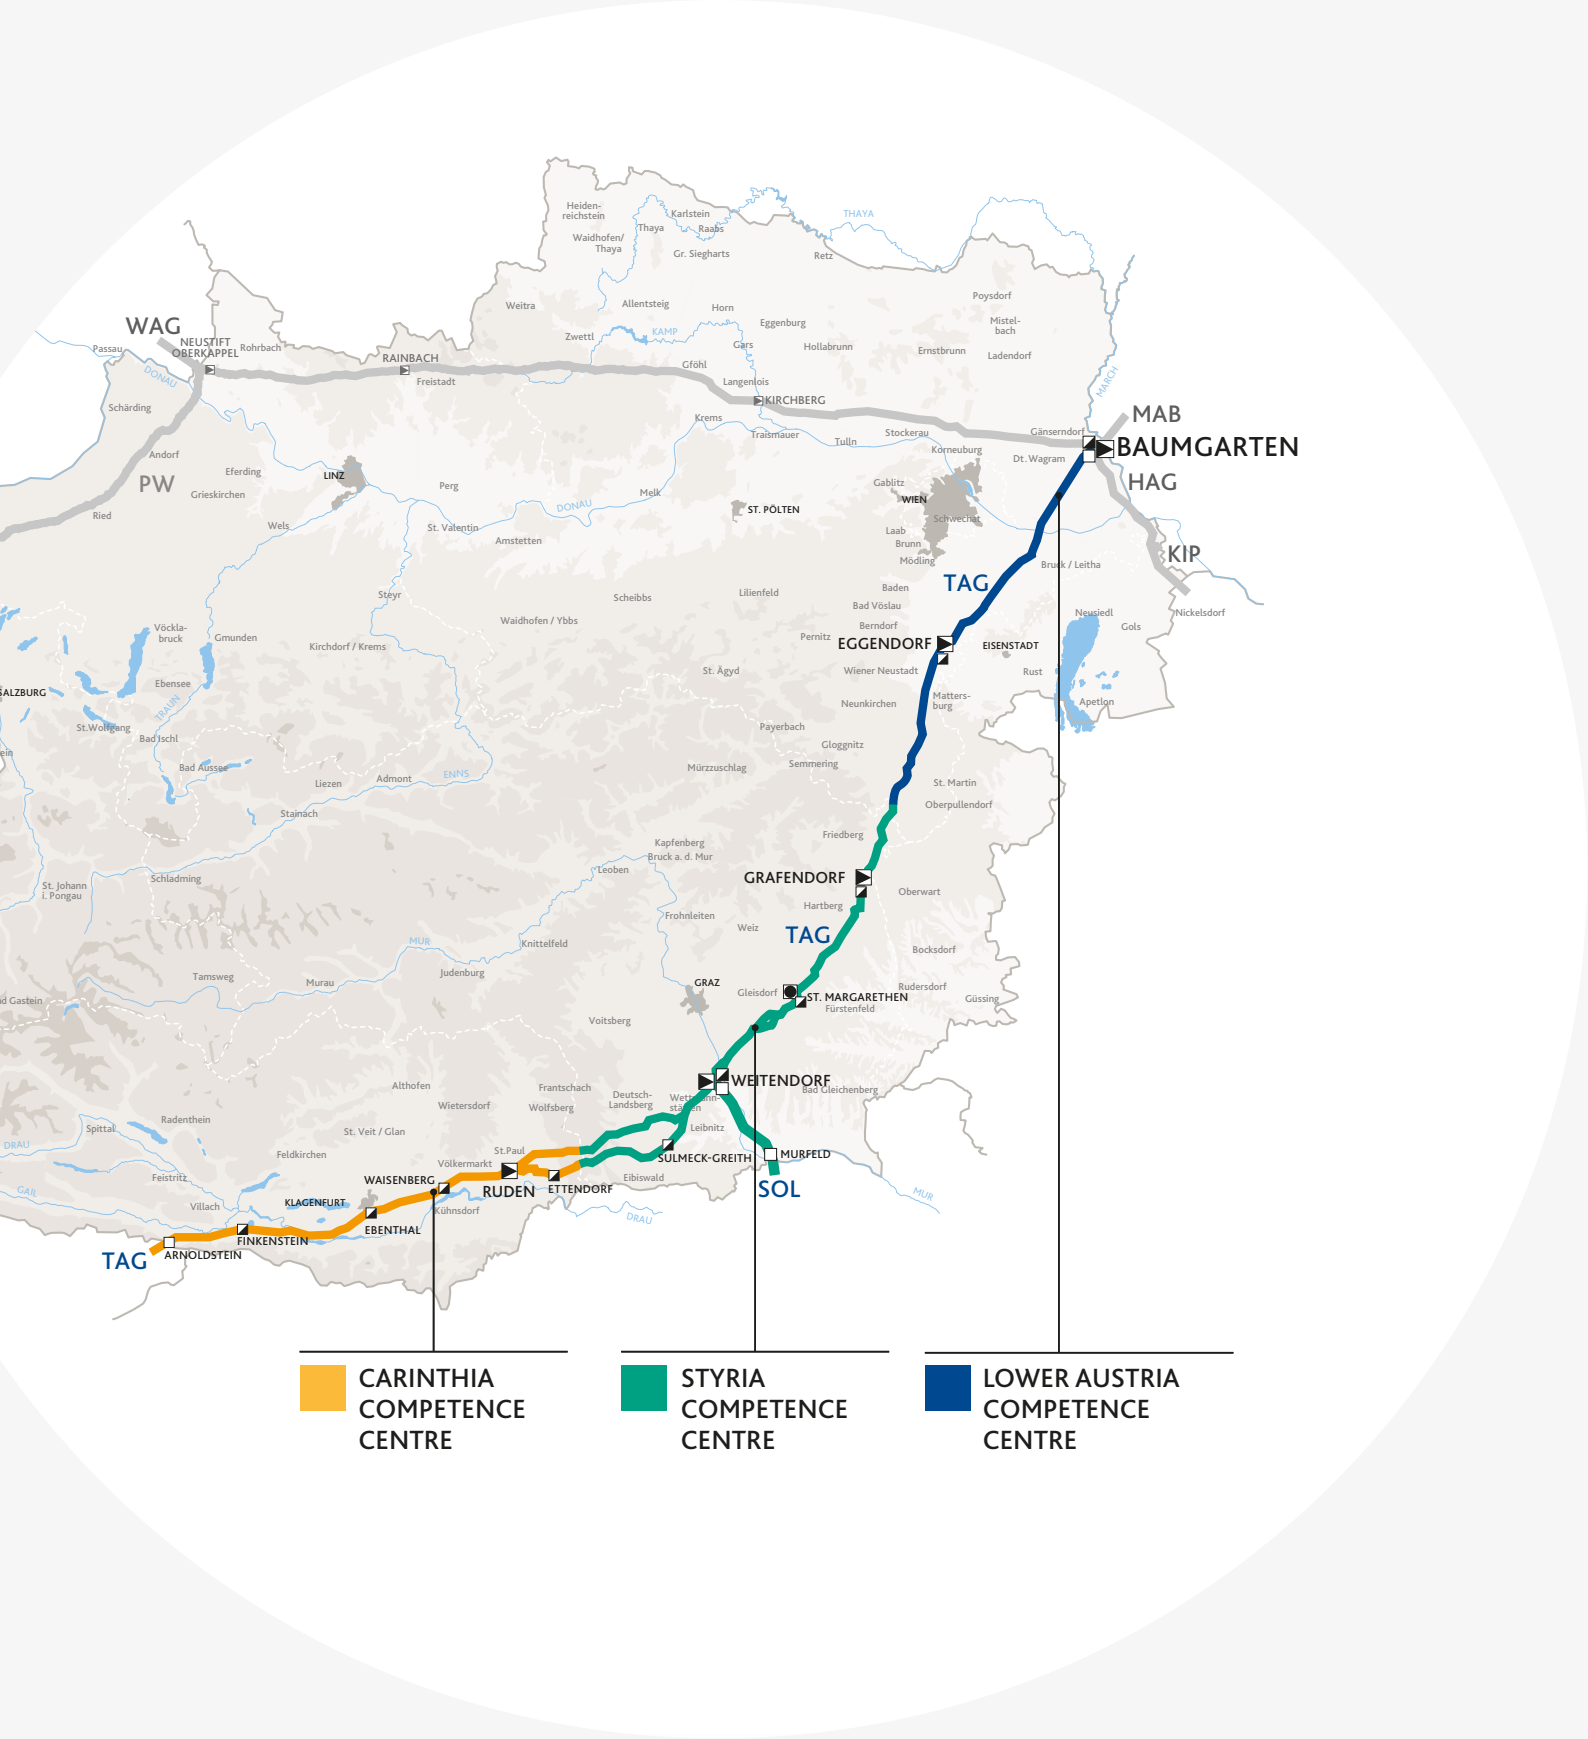 Heiden-
reichstein
Karlstein
THAYA
Thaya
Raabs
Waidhofen/
Thaya
Gr. Siegharts
Retz
Poysdorf
Weitra
Allentsteig
Horn
Mistel-
bach
Eggenburg
WAG
Zwettl
KAMP
NEUSTIFT
OBERKAPPEL
Passau
Rohrbach
Gars
Hollabrunn
Ernstbrunn
Ladendorf
RAINBACH
Gföhl
DONAU
Freistadt
Langenlois
MARCH
KIRCHBERG
Schärding
MAB
Krems
Traismauer
Tulln
Stockerau
Gänserndorf
BAUMGARTEN
Andorf
Korneuburg
Dt. Wagram
PW
Eferding
LINZ
HAG
Grieskirchen
Perg
Melk
Gablitz
WIEN
DONAU
ST. PÖLTEN
Ried
Schwechat
Wels
St. Valentin
Laab
Amstetten
Brunn
KIP
Mödling
Bruck / Leitha
TAG
Baden
Steyr
Scheibbs
Lilienfeld
Bad Vöslau
Neusiedl
Nickelsdorf
Waidhofen / Ybbs
Berndorf
Gols
Vöckla-
bruck
Gmunden
Pernitz
EGGENDORF
EISENSTADT
Kirchdorf / Krems
St. Ägyd
Wiener Neustadt
Rust
Ebensee
SALZBURG
Matters-
burg
Neunkirchen
Apetlon
TRAUN
St.Wolfgang
Payerbach
Bad Ischl
Gloggnitz
ein
Bad Aussee
Mürzzuschlag
Semmering
ENNS
Admont
Liezen
St. Martin
Oberpullendorf
Stainach
Friedberg
Kapfenberg
Bruck a. d. Mur
Leoben
Schladming
GRAFENDORF
St. Johann
i. Pongau
Oberwart
Hartberg
Frohnleiten
Weiz
TAG
MUR
Knittelfeld
Bocksdorf
Judenburg
Tamsweg
Murau
GRAZ
Rudersdorf
Gleisdorf
ST. MARGARETHEN
Güssing
d Gastein
Fürstenfeld
Voitsberg
WEITENDORF
Bad Gleichenberg
Althofen
Frantschach
Deutsch-
Landsberg
Wettmann-
stätten
Wietersdorf
Wolfsberg
Radenthein
Spittal
Leibnitz
St. Veit / Glan
DRAU
St.Paul
Feldkirchen
MURFELD
SULMECK-GREITH
Völkermarkt
Feistritz
WAISENBERG
Eibiswald
GAIL
RUDEN
ETTENDORF
SOL
MUR
KLAGENFURT
Villach
Kühnsdorf
DRAU
EBENTHAL
FINKENSTEIN
ARNOLDSTEIN
TAG
CARINTHIA
COMPETENCE
CENTRE
STYRIA
COMPETENCE
CENTRE
LOWER AUSTRIA
COMPETENCE
CENTRE